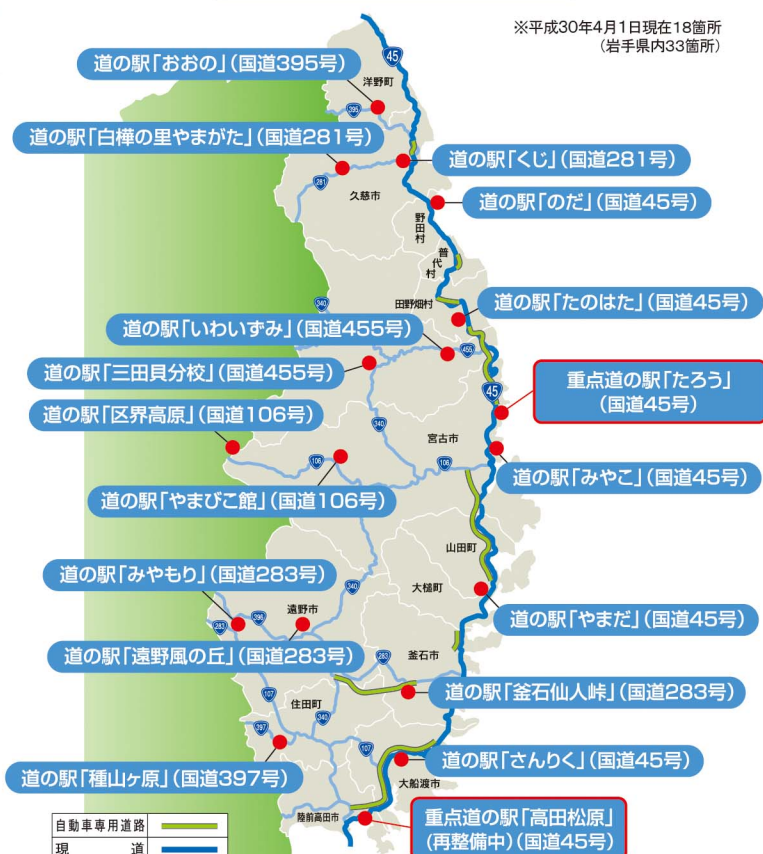 ※平成30年4月1日現在18箇所
(岩手県内33箇所)
45
道の駅「おおの」(国道395号)
洋野町
395
道の駅「白樺の里やまがた」(国道281号)
道の駅「くじ」(国道281号)
281
久慈市
道の駅「のだ」(国道45号)
野田村
普代村
340
田野畑村
道の駅「たのはた」(国道45号)
道の駅「いわいずみ」(国道455号)
455
道の駅「三田貝分校」(国道455号)
45
重点道の駅「たろう」
(国道45号)
道の駅「区界高原」(国道106号)
340
宮古市
106
106
道の駅「みやこ」(国道45号)
道の駅「やまびこ館」(国道106号)
山田町
道の駅「みやもり」(国道283号)
340
大槌町
283
396
遠野市
道の駅「やまだ」(国道45号)
道の駅「遠野風の丘」(国道283号)
釜石市
283
107
住田町
道の駅「釜石仙人峠」(国道283号)
340
397
107
道の駅「さんりく」(国道45号)
道の駅「種山ヶ原」(国道397号)
大船渡市
自動車専用道路
陸前高田市
重点道の駅「高田松原」
(再整備中)(国道45号)
現 道